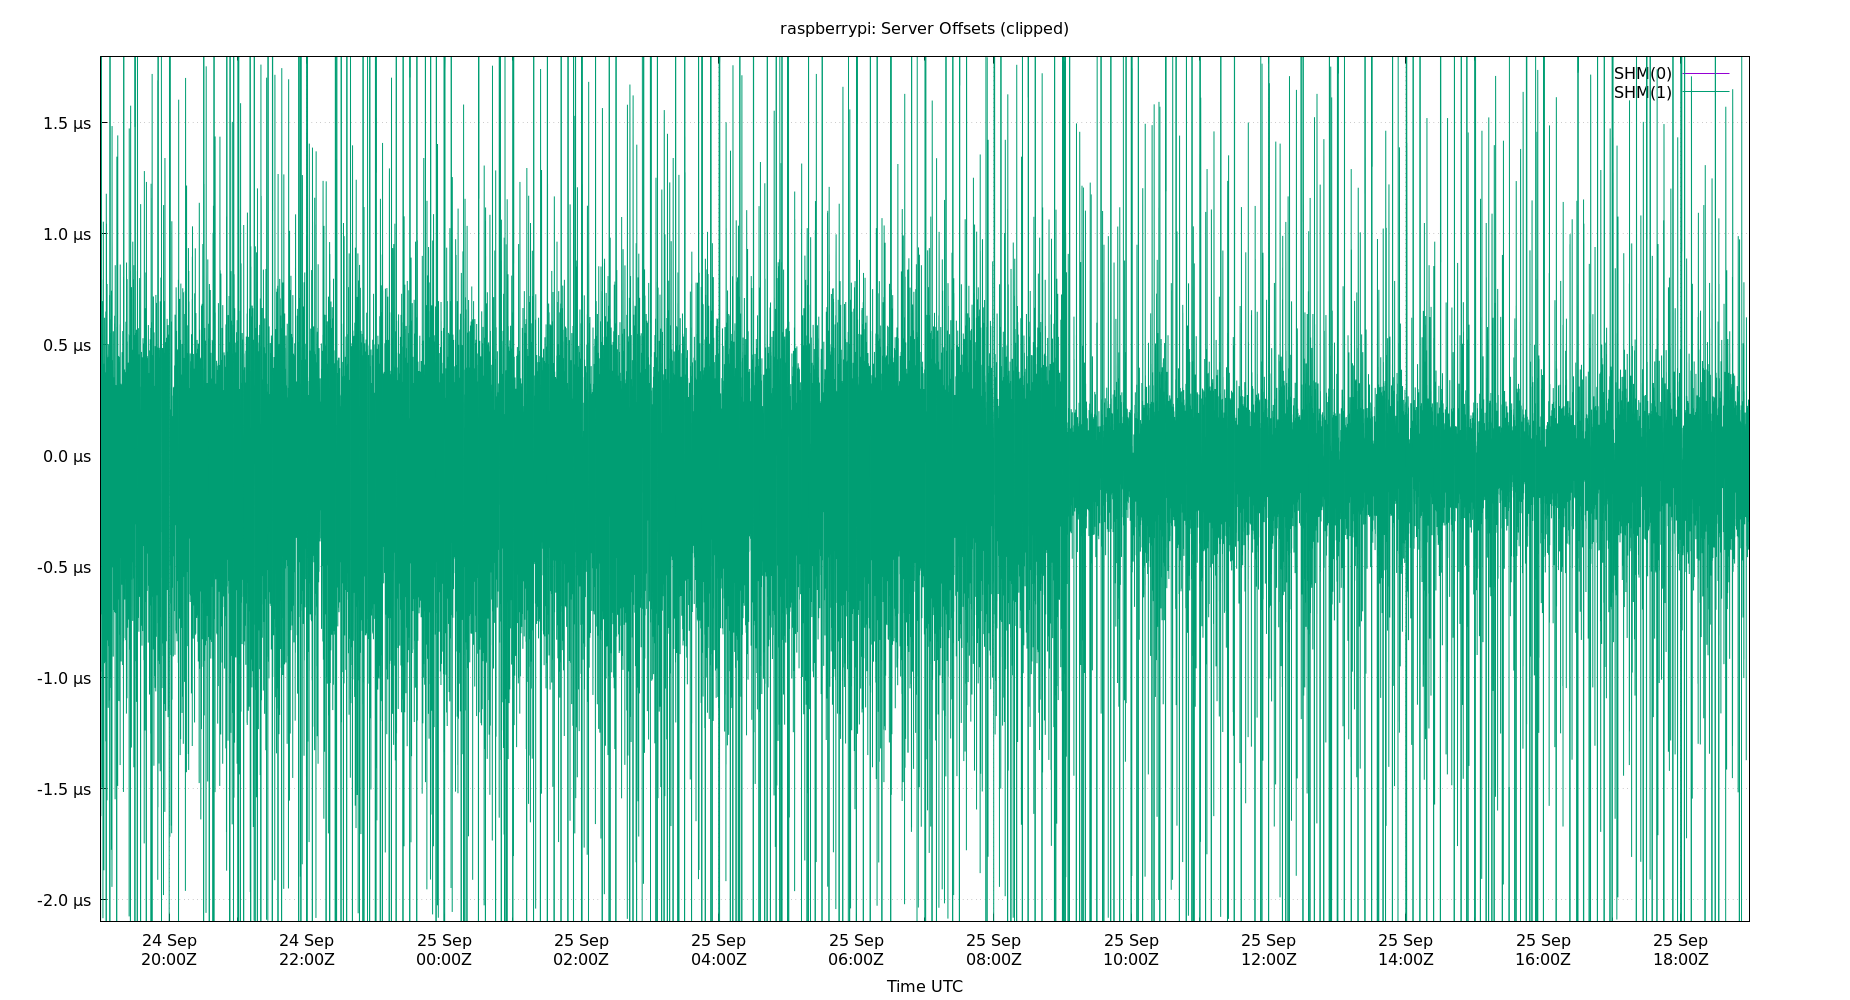 raspberrypi: Server Offsets (clipped)
SHM(0)
SHM(1)
1.5 µs
1.0 µs
0.5 µs
0.0 µs
-0.5 µs
-1.0 µs
-1.5 µs
-2.0 µs
24 Sep 24 Sep 25 Sep 25 Sep 25 Sep 25 Sep 25 Sep 25 Sep 25 Sep 25 Sep 25 Sep 25 Sep
20:00Z 22:00Z 00:00Z 02:00Z 04:00Z 06:00Z 08:00Z 10:00Z 12:00Z 14:00Z 16:00Z 18:00Z
Time UTC